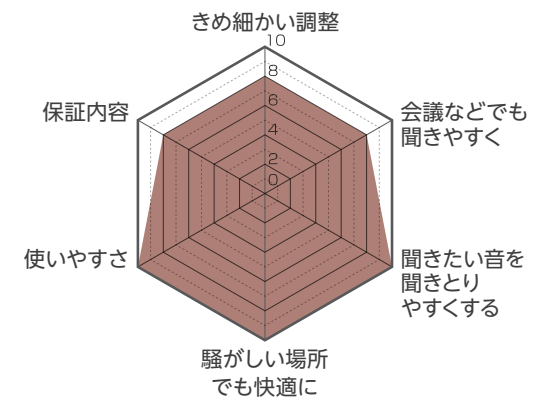 きめ細かい調整
10
8
6
4
2
0
保証内容
会議などでも
聞きやすく
使いやすさ
聞きたい音を
聞きとり
やすくする
騒がしい場所
でも快適に